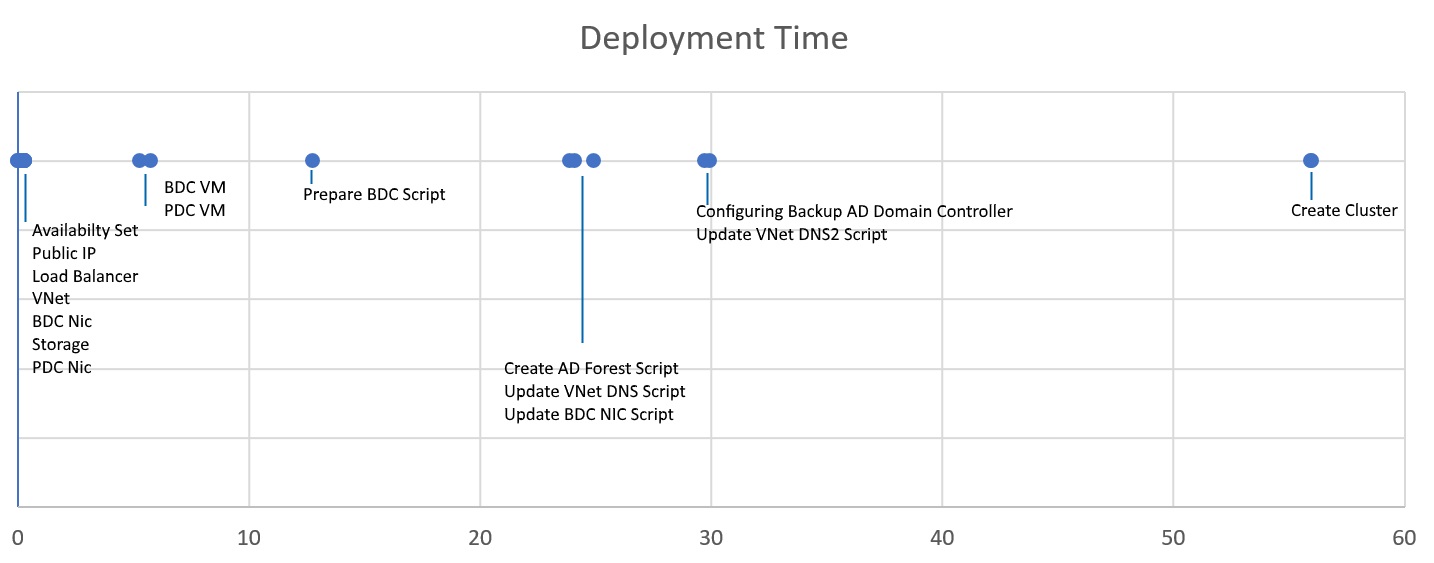 Deployment Time
BDC VM
PDC VM
Prepare BDC Script
Configuring Backup AD Domain Controller
Update VNet DNS2 Script
Create Cluster
Availabilty Set
Public IP
Load Balancer
VNet
BDC Nic
Storage
PDC Nic
Create AD Forest Script
Update VNet DNS Script
Update BDC NIC Script
0 10 20 30 40 50 60